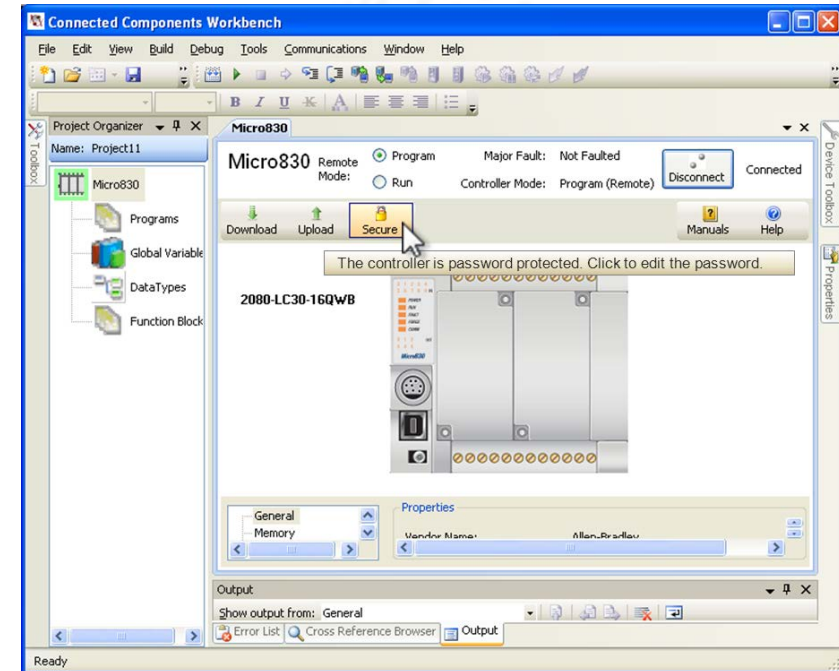 Connected Components Workbench
File Edit View Build Debug Tools Communications Window Help
B I U K A
Project Organizer
Toolbox
Name: Project11
Micro830
Programs
Global Variable
DataTypes
Function Block
Micro830
Micro830 Remote Mode:
Program
Run
Major Fault: Not Faulted
Controller Mode: Program (Remote)
Disconnect
Connected
Download Upload Secure Manuals Help
The controller is password protected. Click to edit the password.
2080-LC30-16QWB
Micro830
General
Memory
Properties
Vendor Name: Allen-Bradley
Device Toolbox
Properties
Output
Show output from: General
Error List Cross Reference Browser Output
Ready